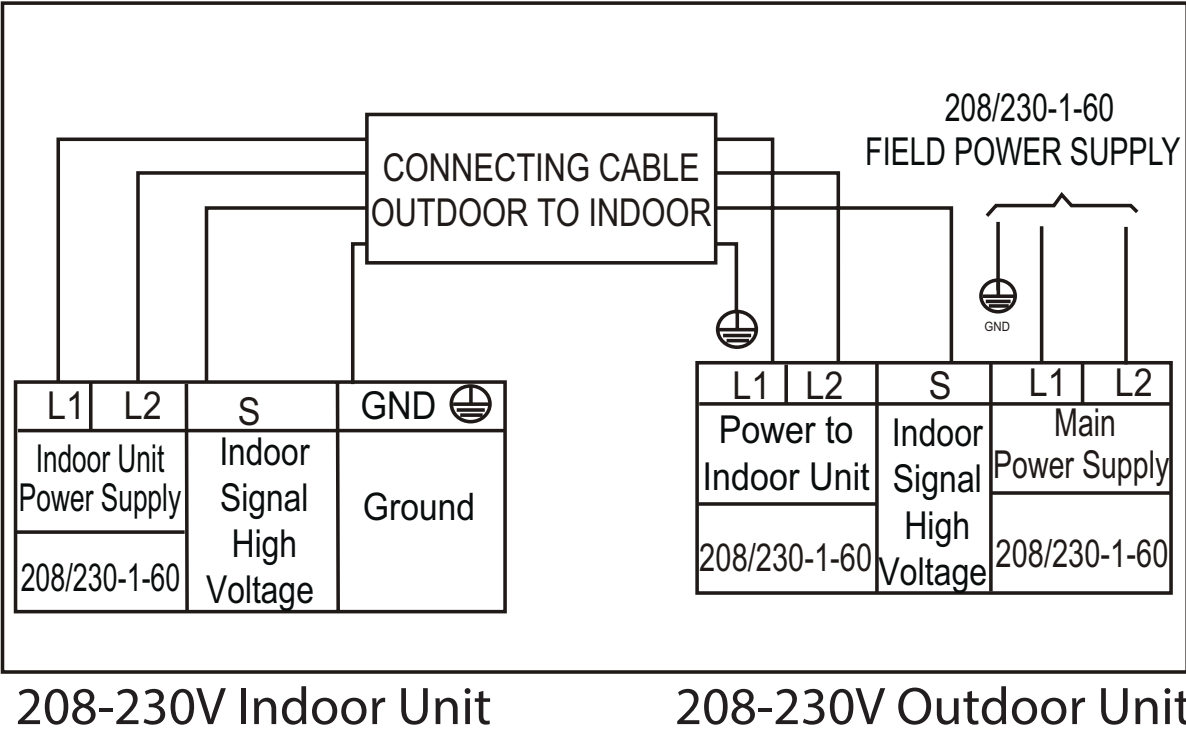 208/230-1-60
FIELD POWER SUPPLY
CONNECTING CABLE
OUTDOOR TO INDOOR
GND
L1 L2 S GND
Indoor Unit
Power Supply
208/230-1-60
Indoor
Signal
High
Voltage
Ground
L1 L2 S L1 L2
Power to
Indoor Unit
208/230-1-60
Indoor
Signal
High
Voltage
Main
Power Supply
208/230-1-60
208-230V Indoor Unit
208-230V Outdoor Unit